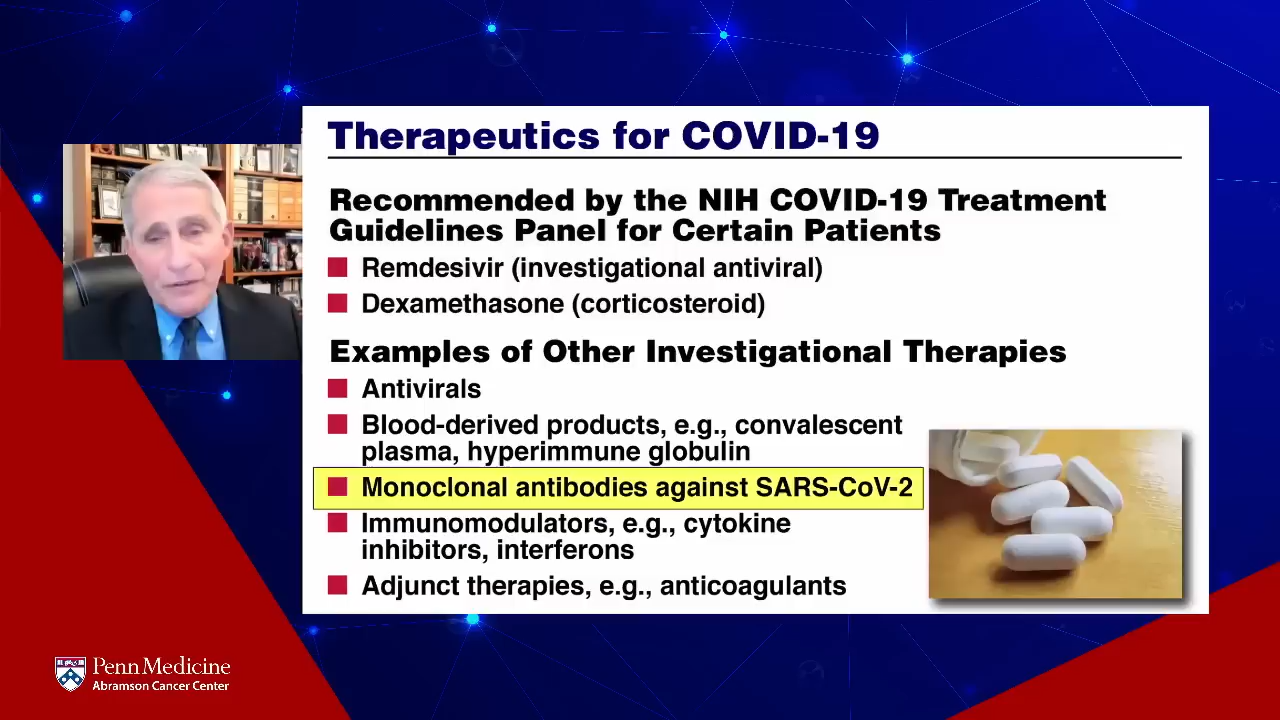 Therapeutics for COVID-19
Recommended by the NIH COVID-19 Treatment
Guidelines Panel for Certain Patients
Remdesivir (investigational antiviral)
Dexamethasone (corticosteroid)
Examples of Other Investigational Therapies
Antivirals
Blood-derived products, e.g., convalescent
plasma, hyperimmune globulin
Monoclonal antibodies against SARS-CoV-2
Immunomodulators, e.g., cytokine
inhibitors, interferons
Adjunct therapies, e.g., anticoagulants
Penn Medicine
Abramson Cancer Center